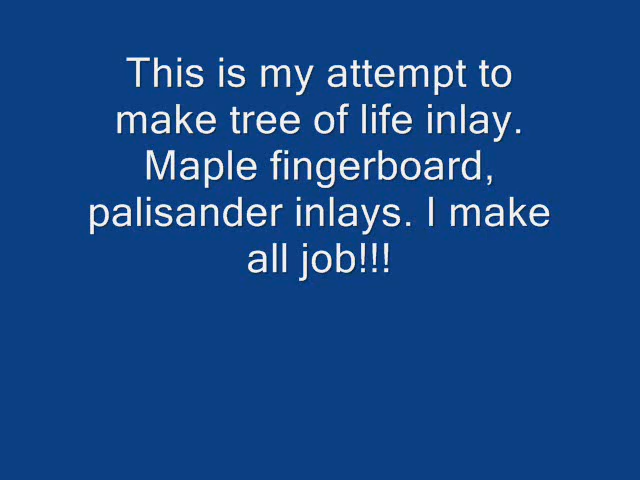 This is my attempt to
make tree of life inlay.
Maple fingerboard,
palisander inlays. I make
all job!!!